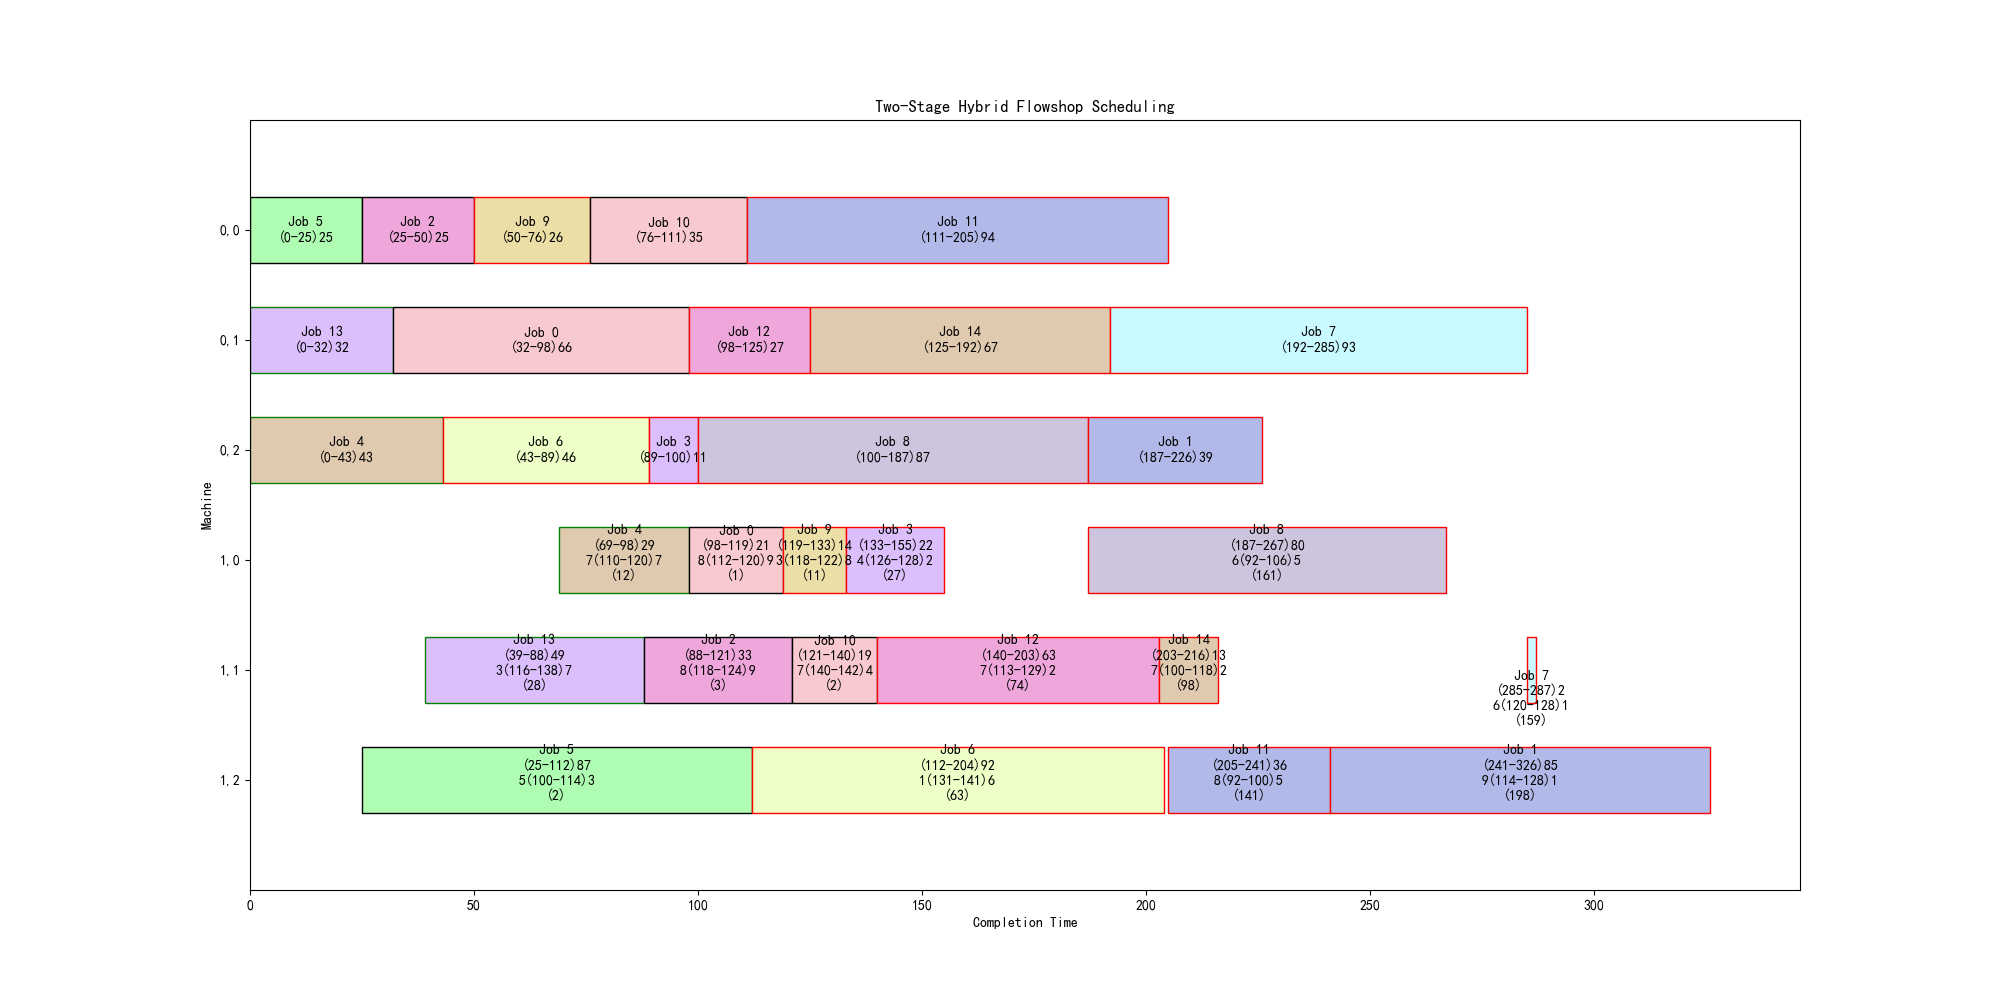 Two-Stage Hybrid Flowshop Scheduling
Machine
0,0
Job 5
(0-25)25
Job 2
(25-50)25
Job 9
(50-76)26
Job 10
(76-111)35
Job 11
(111-205)94
0,1
Job 13
(0-32)32
Job 0
(32-98)66
Job 12
(98-125)27
Job 14
(125-192)67
Job 7
(192-285)93
0,2
Job 4
(0-43)43
Job 6
(43-89)46
Job 3
(89-100)11
Job 8
(100-187)87
Job 1
(187-226)39
1,0
Job 4
(69-98)29
7(110-120)7
(12)
Job 0
(98-119)21
8(112-120)9
(1)
Job 9
(119-133)14
3(118-122)8
(11)
Job 3
(133-155)22
4(126-128)2
(27)
Job 8
(187-267)80
6(92-106)5
(161)
1,1
Job 13
(39-88)49
3(116-138)7
(28)
Job 2
(88-121)33
8(118-124)9
(3)
Job 10
(121-140)19
7(140-142)4
(2)
Job 12
(140-203)63
7(113-129)2
(74)
Job 14
(203-216)13
7(100-118)2
(98)
Job 7
(285-287)2
6(120-128)1
(159)
1,2
Job 5
(25-112)87
5(100-114)3
(2)
Job 6
(112-204)92
1(131-141)6
(63)
Job 11
(205-241)36
8(92-100)5
(141)
Job 1
(241-326)85
9(114-128)1
(198)
0
50
100
150
200
250
300
Completion Time